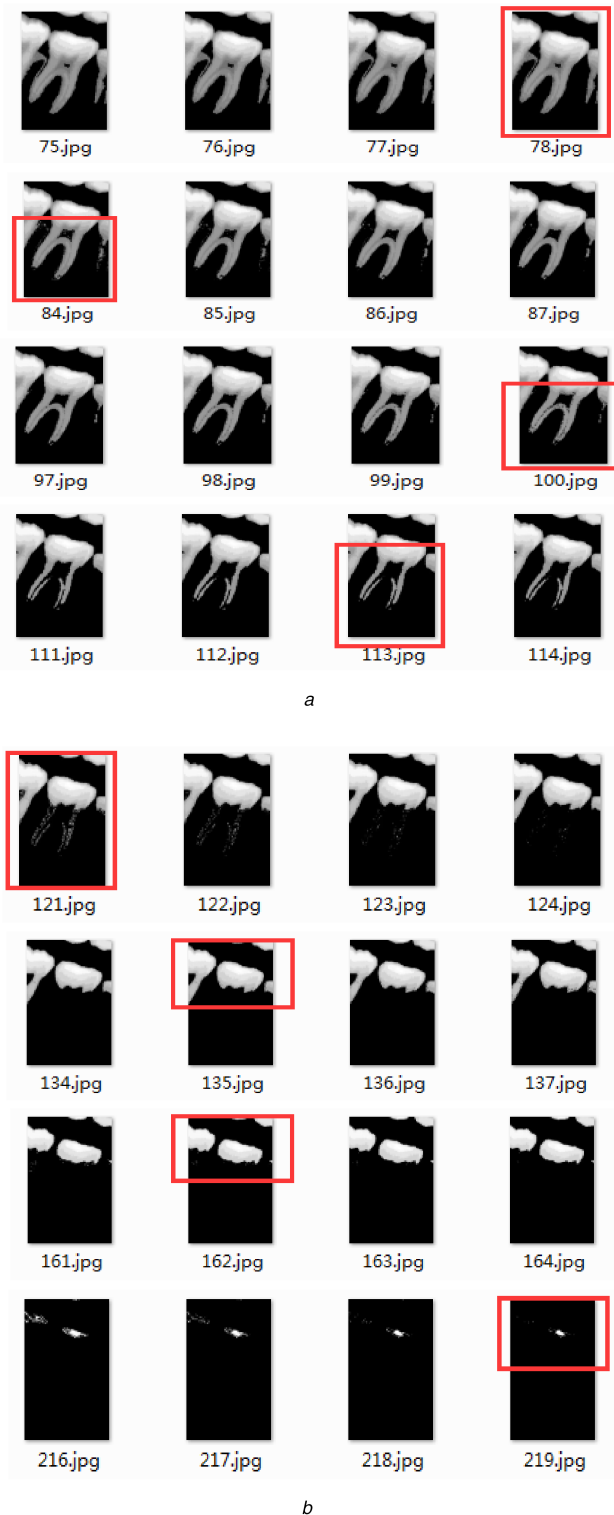 75.jpg 76.jpg 77.jpg 78.jpg
84.jpg 85.jpg 86.jpg 87.jpg
97.jpg 98.jpg 99.jpg 100.jpg
111.jpg 112.jpg 113.jpg 114.jpg
a
121.jpg 122.jpg 123.jpg 124.jpg
134.jpg 135.jpg 136.jpg 137.jpg
161.jpg 162.jpg 163.jpg 164.jpg
216.jpg 217.jpg 218.jpg 219.jpg
b